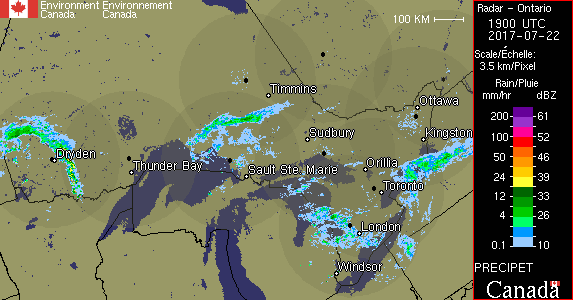 Environment Environnement
Canada Canada
100 KM
Timmins
Ottawa
Sudbury
Kingston
Dryden
Thunder Bay
Sault Ste. Marie
Orillia
Toronto
London
Windsor
Radar - Ontario
1900 UTC
2017-07-22
Scale/Échelle:
3.5 km/Pixel
Rain/Pluie
mm/hr dBZ
200 61
100 52
50 46
24 39
12 33
4 26
0.1 10
PRECIPET
Canada